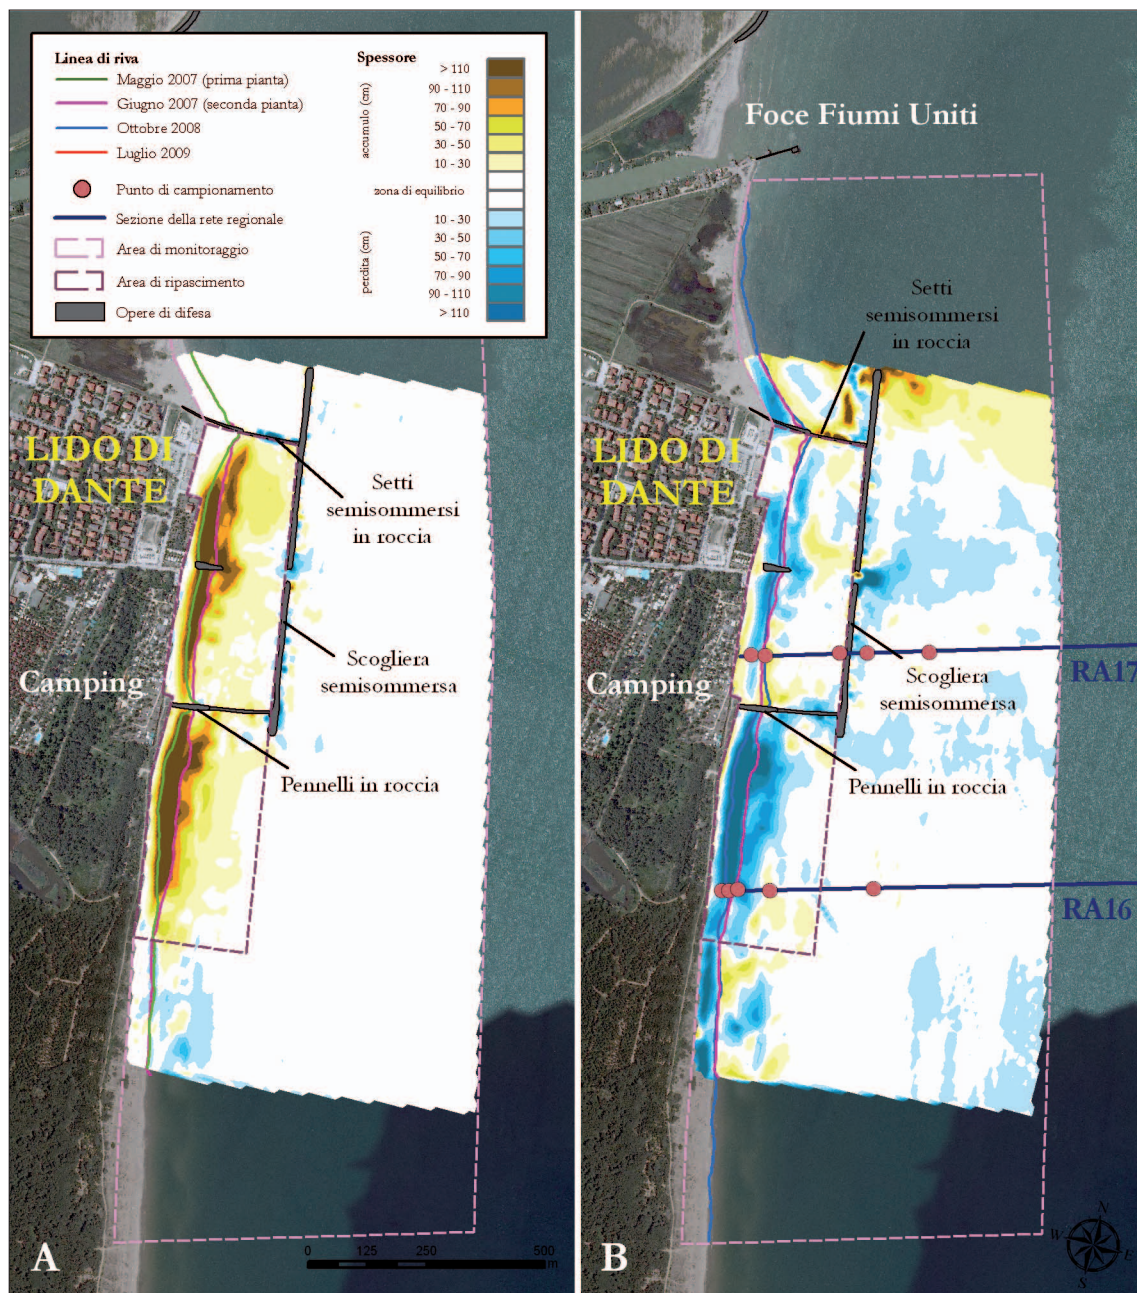 Linea di riva
Maggio 2007 (prima pianta)
Giugno 2007 (seconda pianta)
Ottobre 2008
Luglio 2009
Punto di campionamento
Sezione della rete regionale
Area di monitoraggio
Area di ripascimento
Opere di difesa
Spessore
accumulo (cm)
> 110
90 - 110
70 - 90
50 - 70
30 - 50
10 - 30
zona di equilibrio
perdita (cm)
10 - 30
30 - 50
50 - 70
70 - 90
90 - 110
> 110
LIDO DI
DANTE
Setti
semisommersi
in roccia
Scogliera
semisommersa
Camping
Pennelli in roccia
A
0 125 250 500
m
Foce Fiumi Uniti
Setti
semisommersi
in roccia
LIDO DI
DANTE
Camping
Scogliera
semisommersa
RA17
Pennelli in roccia
RA16
B
N
W
E
S